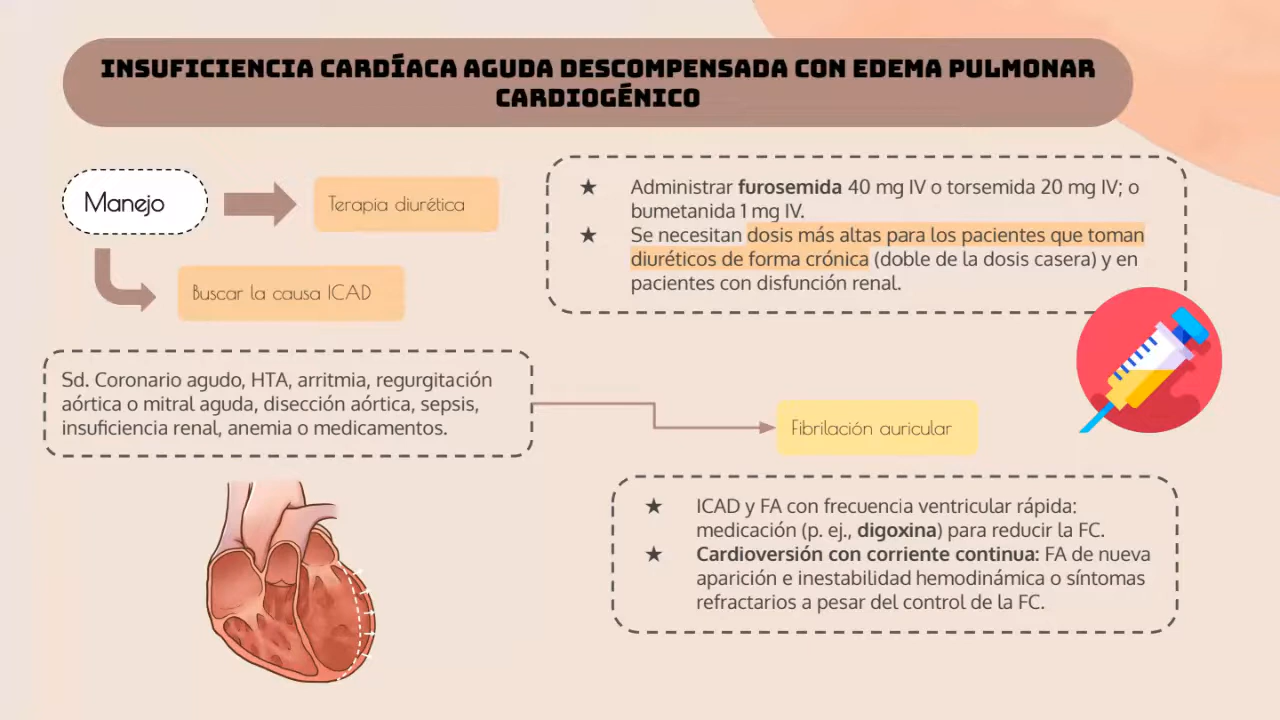 INSUFICIENCIA CARDÍACA AGUDA DESCOMPENSADA CON EDEMA PULMONAR
CARDIOGÉNICO
Manejo
Terapia diurética
Buscar la causa ICAD
★ Administrar furosemida 40 mg IV o torsemida 20 mg IV; o
bumetanida 1 mg IV.
★ Se necesitan dosis más altas para los pacientes que toman
diuréticos de forma crónica (doble de la dosis casera) y en
pacientes con disfunción renal.
Sd. Coronario agudo, HTA, arritmia, regurgitación
aórtica o mitral aguda, disección aórtica, sepsis,
insuficiencia renal, anemia o medicamentos.
Fibrilación auricular
★ ICAD y FA con frecuencia ventricular rápida:
medicación (p. ej., digoxina) para reducir la FC.
★ Cardioversión con corriente continua: FA de nueva
aparición e inestabilidad hemodinámica o síntomas
refractarios a pesar del control de la FC.